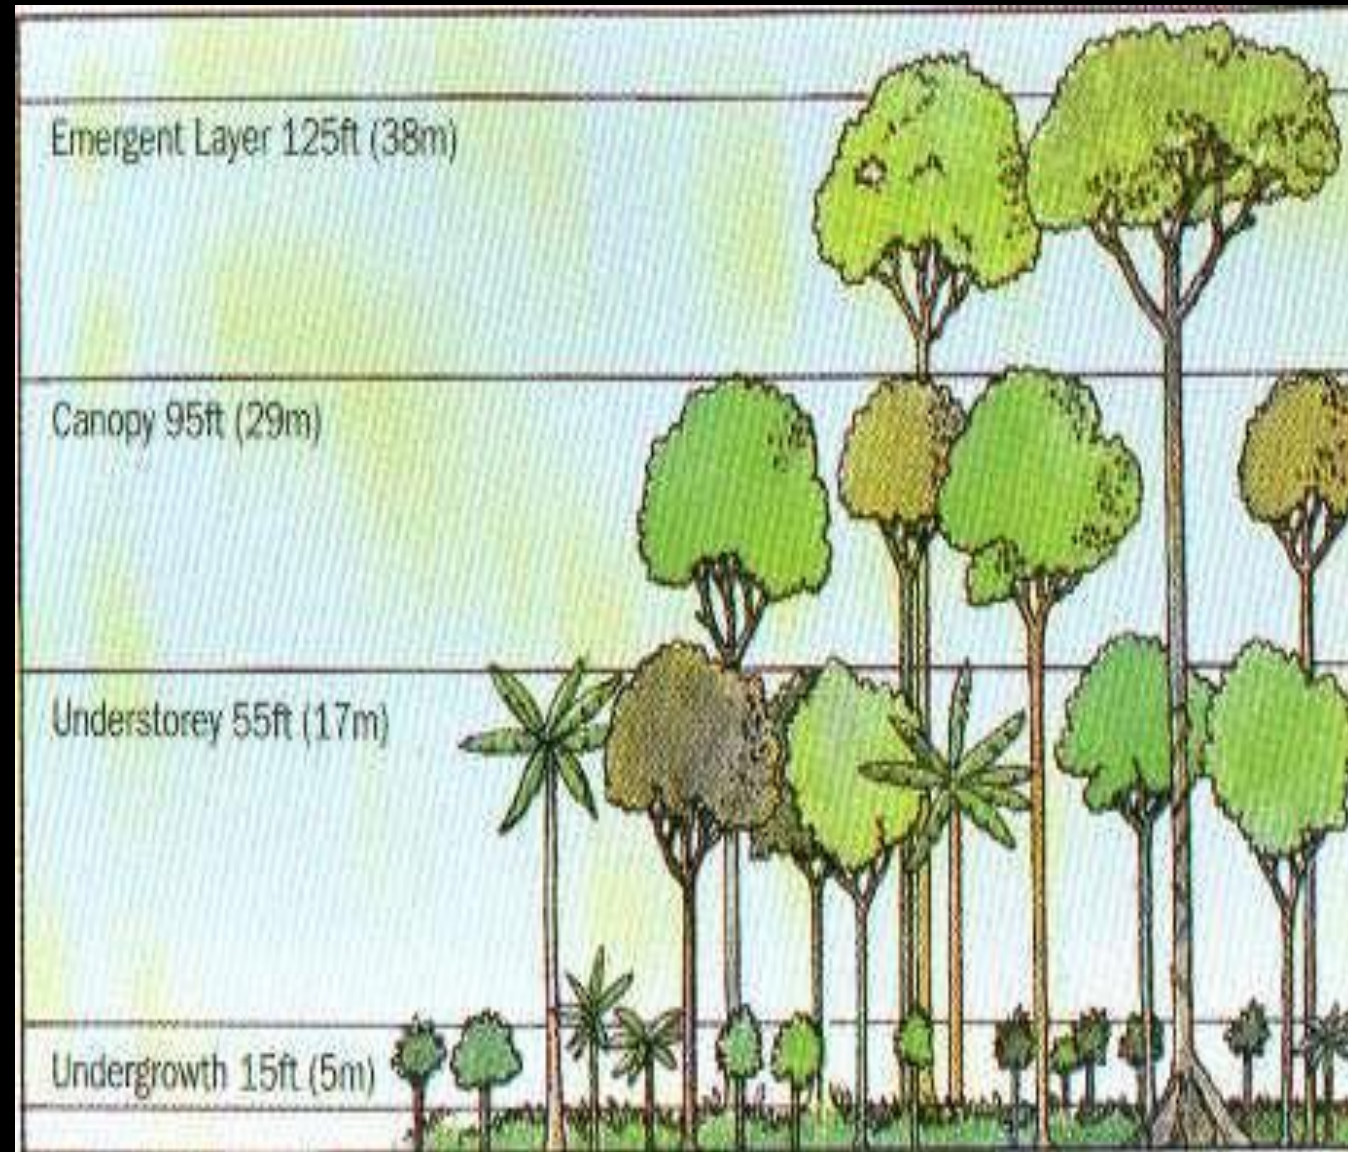 Emergent Layer 125ft (38m)
Canopy 95ft (29m)
Understorey 55ft (17m)
Undergrowth 15ft (5m)